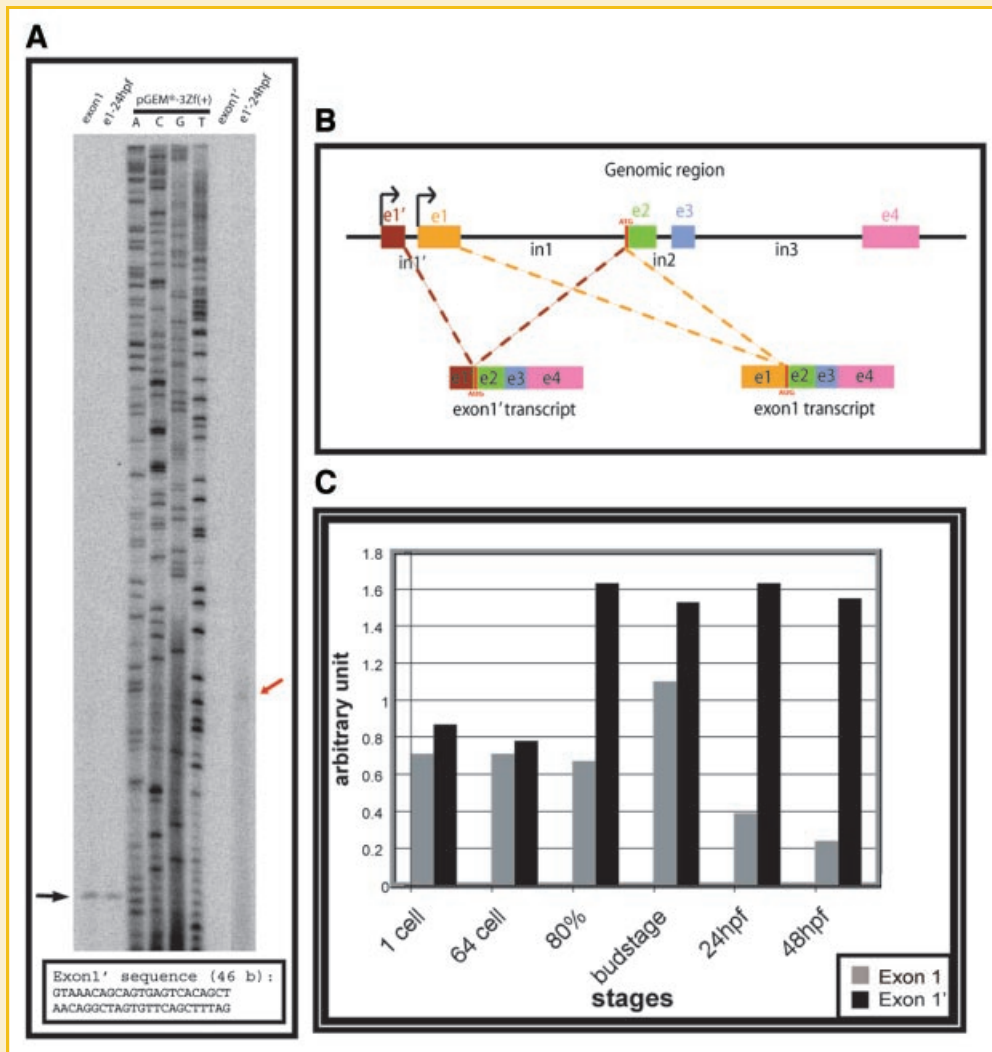 A
exon1
e1-24hpf
pGEM®-3Zf(+)
A C G T
exon1'
e1'-24hpf
Exon1' sequence (46 b):
GTAAACAGCAGTGAGTCACAGCT
AACAGGCTAGTGTTCAGCTTTAG
B
Genomic region
e1'
e1
ATG
e2
e3
e4
in1'
in1
in2
in3
e2 e3 e4
AUG
exon1' transcript
e1 e2 e3 e4
AUG
exon1 transcript
C
1.8
1.6
1.4
1.2
1
0.8
0.6
0.4
0.2
0
arbitrary unit
1 cell
64 cell
80%
budstage
24hpf
48hpf
stages
Exon 1
Exon 1'